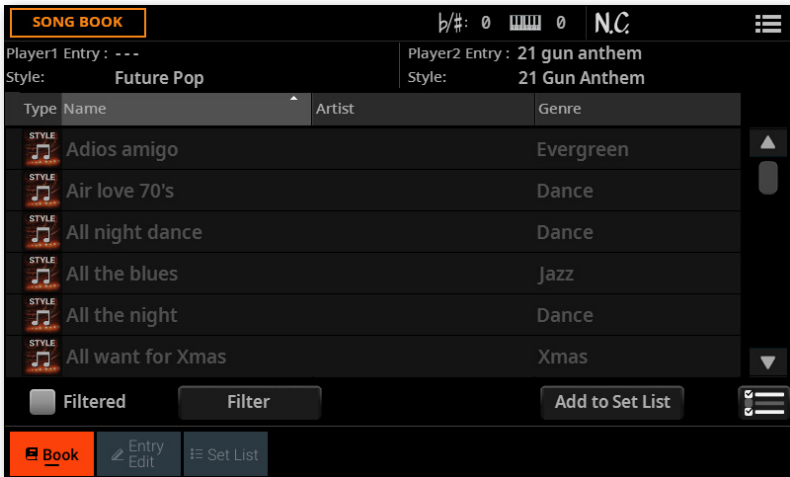 SONG BOOK
b/#: 0 0 N.C.
Player1 Entry : - - -
Style: Future Pop
Player2 Entry : 21 gun anthem
Style: 21 Gun Anthem
Type Name Artist Genre
STYLE Adios amigo Evergreen
STYLE Air love 70's Dance
STYLE All night dance Dance
STYLE All the blues Jazz
STYLE All the night Dance
STYLE All want for Xmas Xmas
Filtered Filter Add to Set List
Book Entry Edit Set List